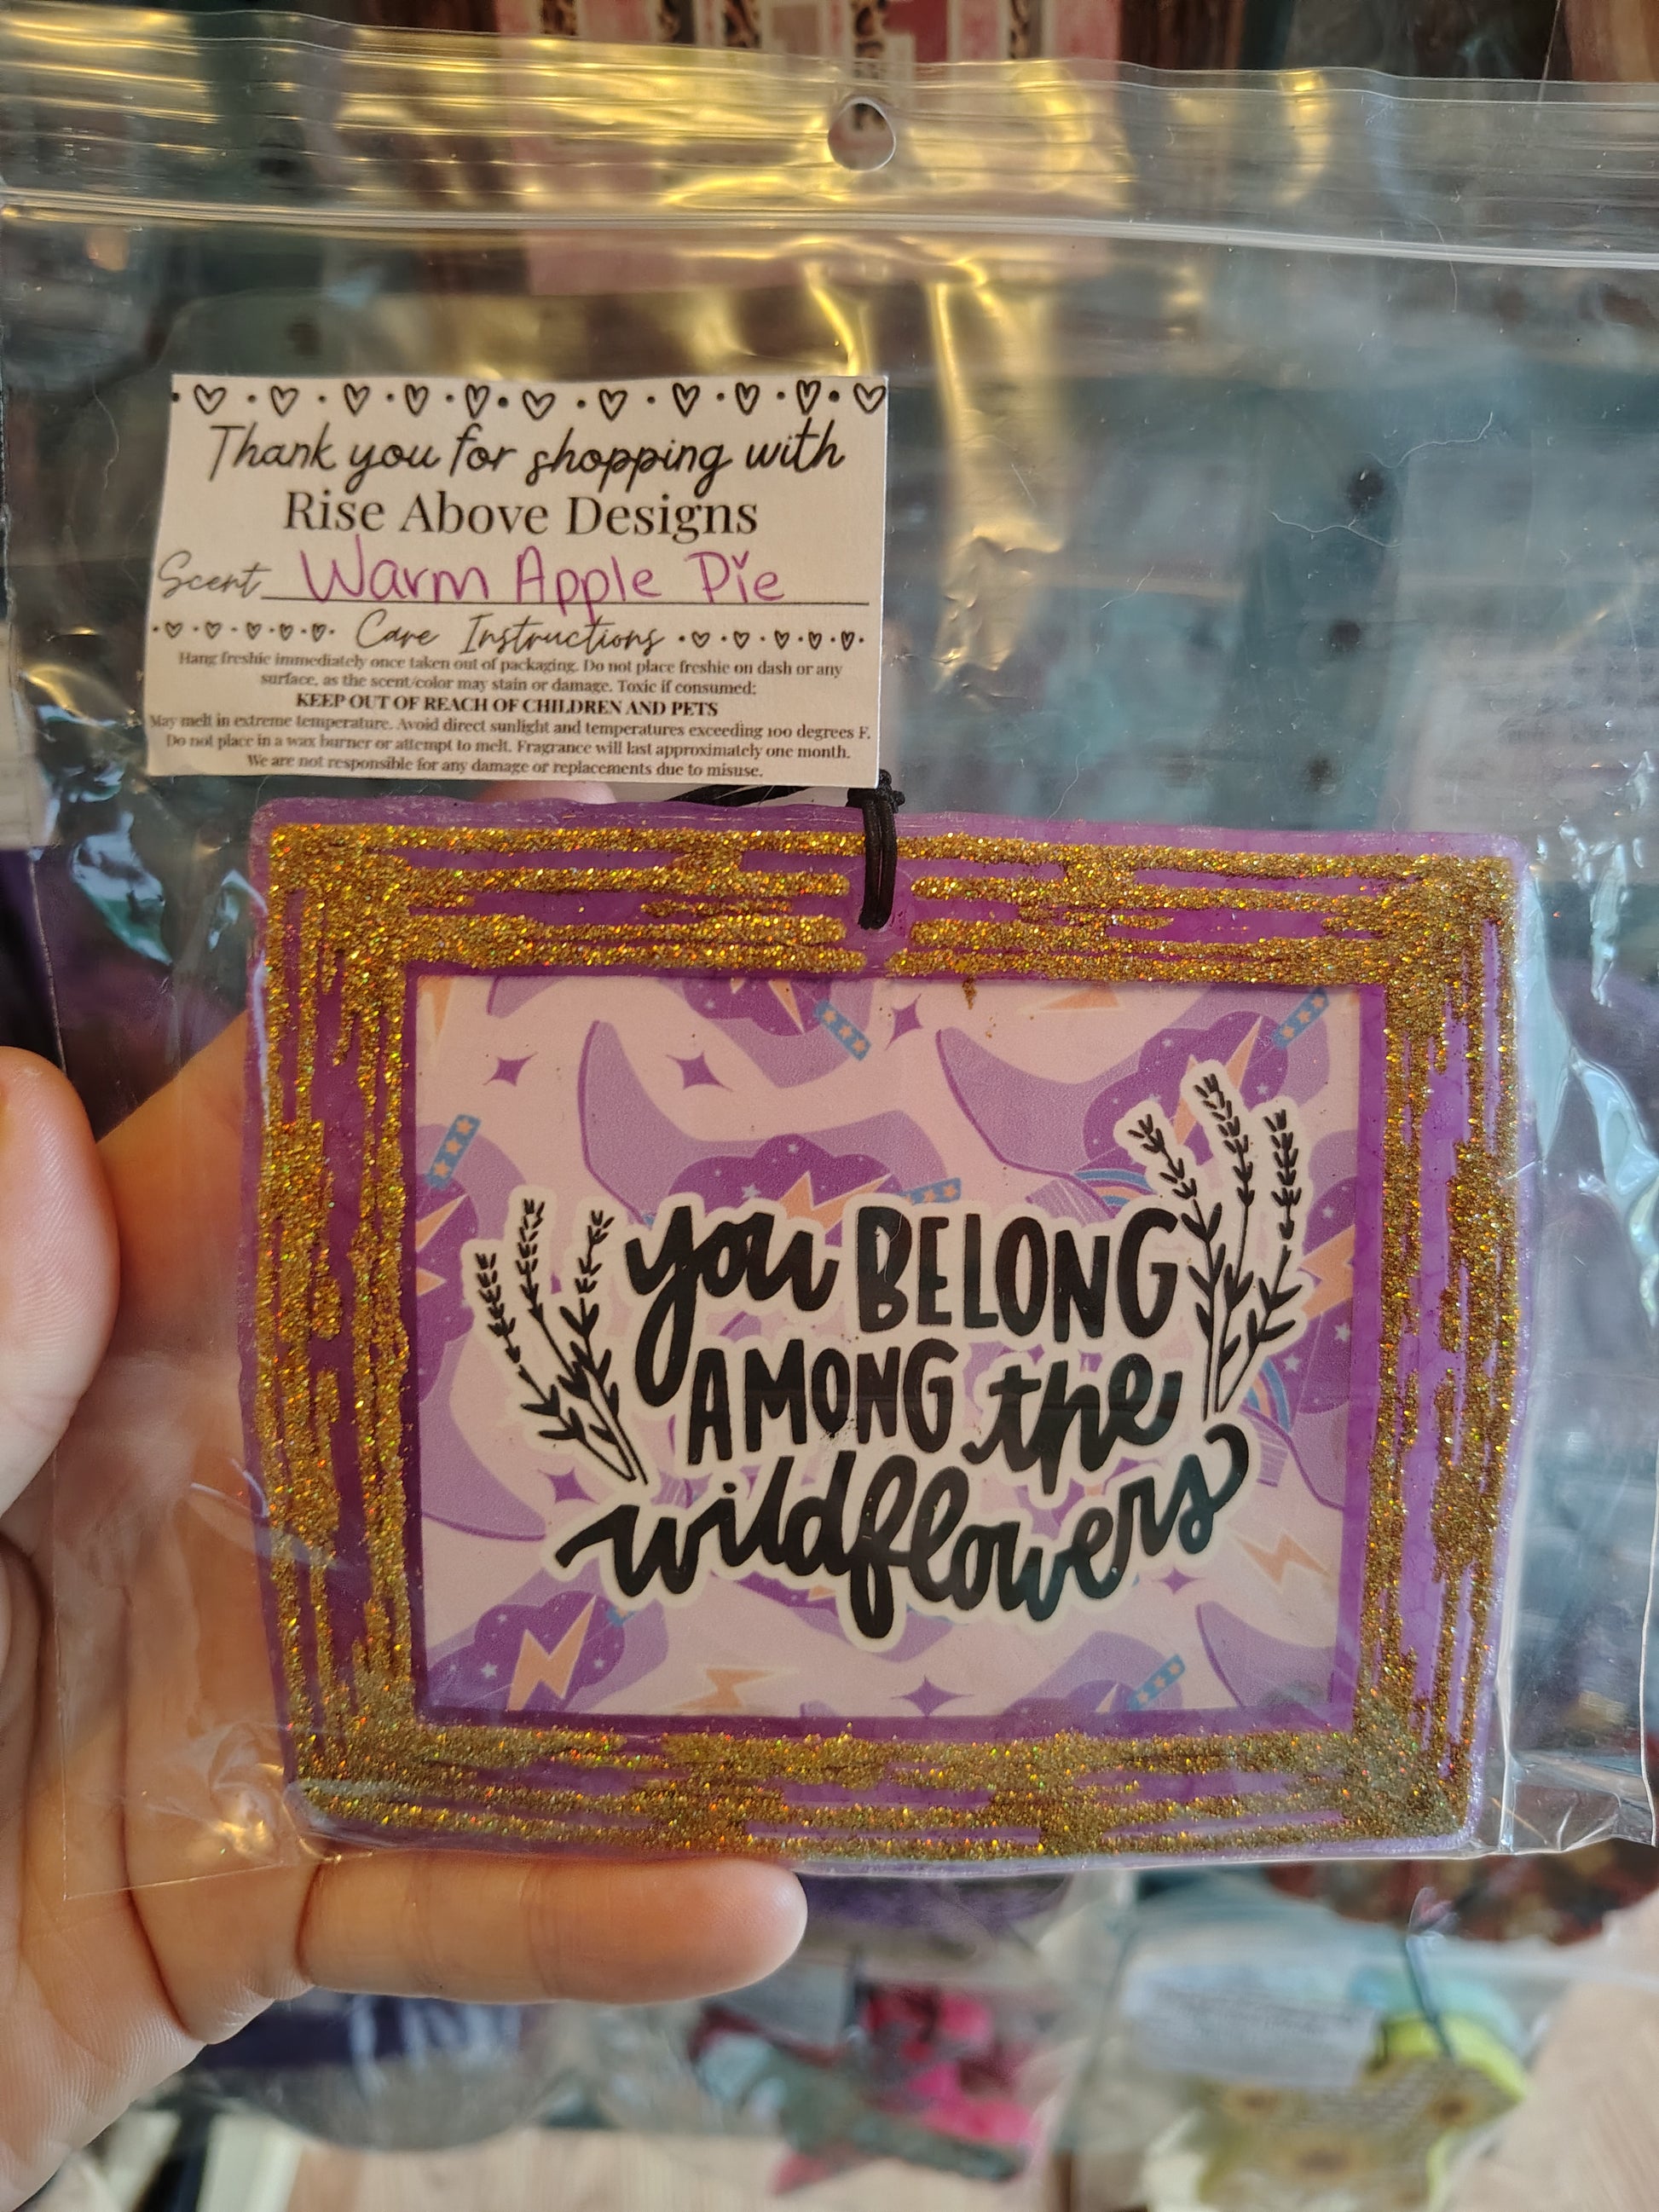 Thank you for shopping with
Rise Above Designs
Scent Warm Apple Pie
Care Instructions
Hang freshie immediately once taken out of packaging. Do not place freshie on dash or any
surface, as the scent/color may stain or damage. Toxic if consumed;
KEEP OUT OF REACH OF CHILDREN AND PETS
May melt in extreme temperature. Avoid direct sunlight and temperatures exceeding 100 degrees F.
Do not place in a wax burner or attempt to melt. Fragrance will last approximately one month.
We are not responsible for any damage or replacements due to misuse.
you BELONG
AMONG the
wildflowers